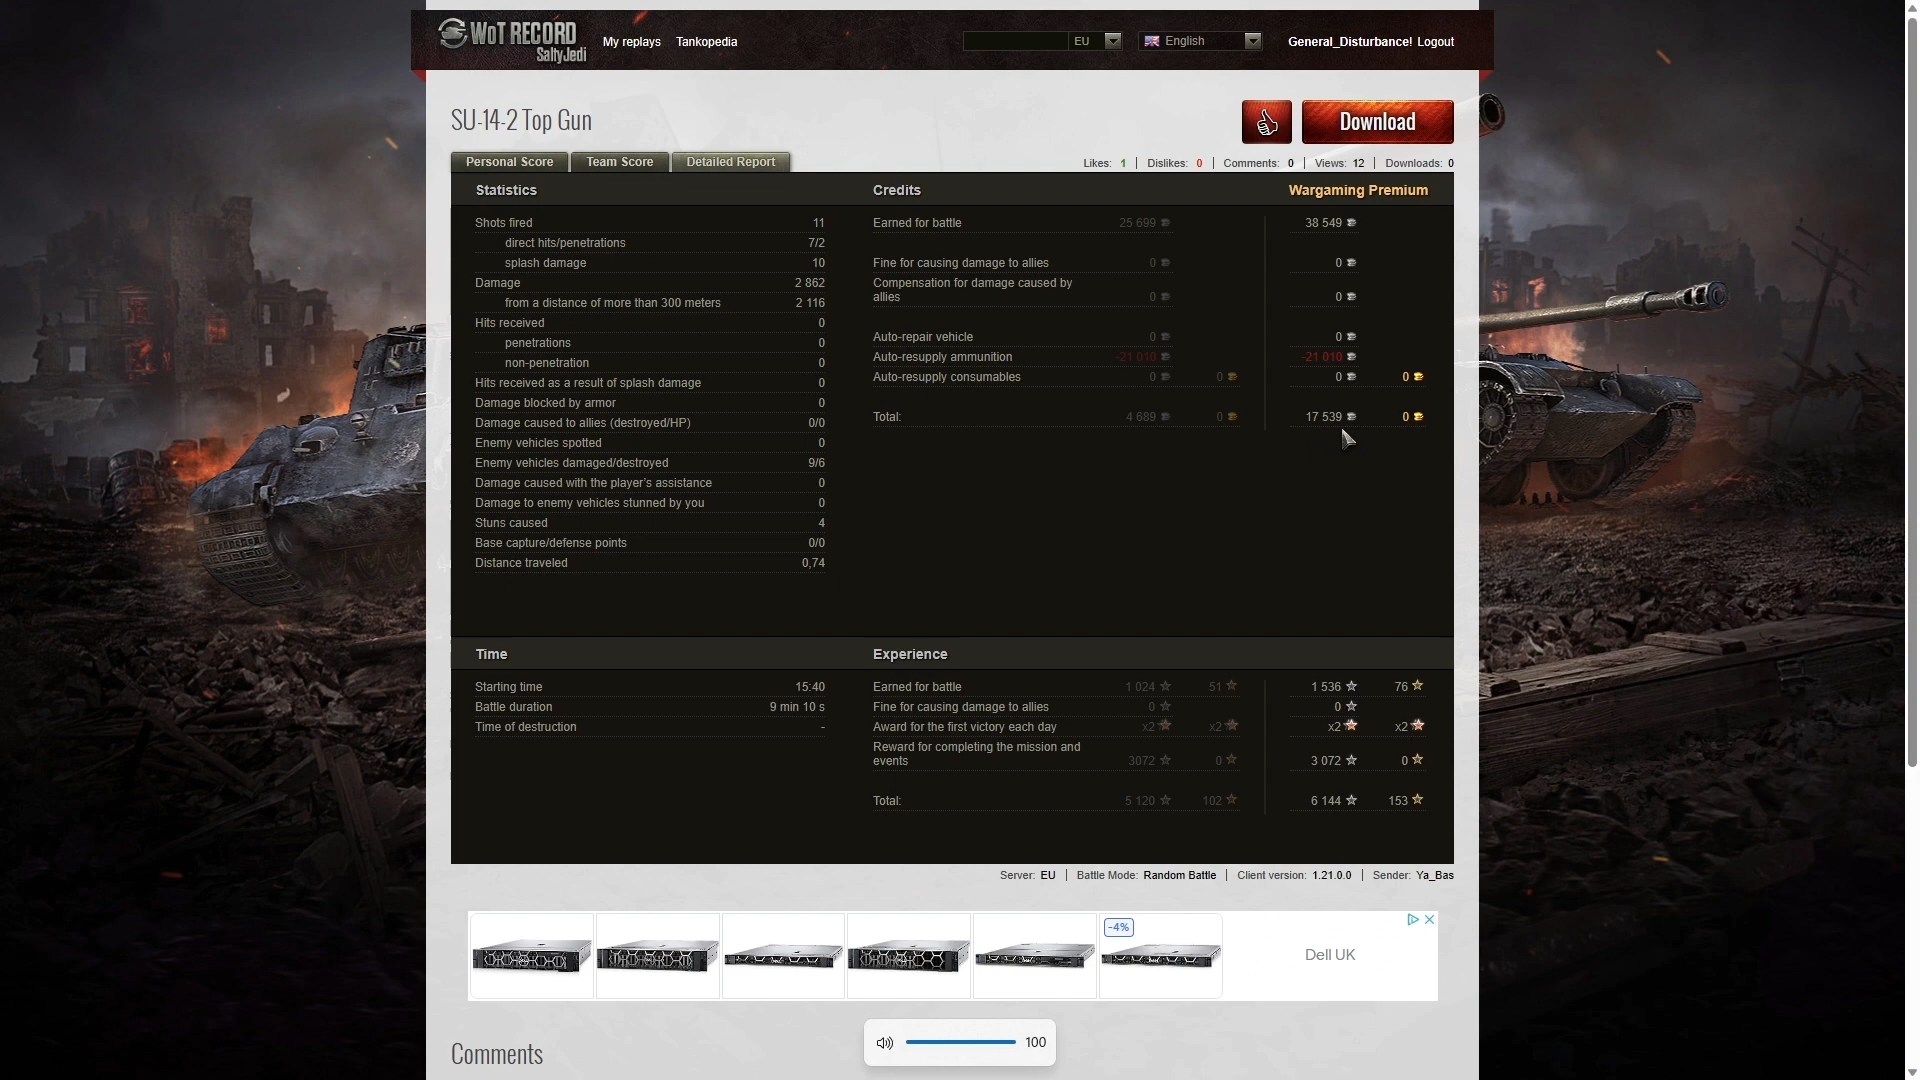 WoT RECORD
SaltyJedi
My replays
Tankopedia
EU
English
General_Disturbance! Logout
SU-14-2 Top Gun
Download
Personal Score
Team Score
Detailed Report
Likes: 1 | Dislikes: 0 | Comments: 0 | Views: 12 | Downloads: 0
Statistics
Shots fired 11
direct hits/penetrations 7/2
splash damage 10
Damage 2 862
from a distance of more than 300 meters 2 116
Hits received 0
penetrations 0
non-penetration 0
Hits received as a result of splash damage 0
Damage blocked by armor 0
Damage caused to allies (destroyed/HP) 0/0
Enemy vehicles spotted 0
Enemy vehicles damaged/destroyed 9/6
Damage caused with the player's assistance 0
Damage to enemy vehicles stunned by you 0
Stuns caused 4
Base capture/defense points 0/0
Distance traveled 0,74
Credits Wargaming Premium
Earned for battle 25 699 38 549
Fine for causing damage to allies 0 0
Compensation for damage caused by
allies 0 0
Auto-repair vehicle 0 0
Auto-resupply ammunition -21 010 -21 010
Auto-resupply consumables 0 0 0 0
Total: 4 689 0 17 539 0
Time
Starting time 15:40
Battle duration 9 min 10 s
Time of destruction -
Experience
Earned for battle 1 024 51 1 536 76
Fine for causing damage to allies 0 0
Award for the first victory each day x2 x2 x2 x2
Reward for completing the mission and
events 3072 0 3 072 0
Total: 5 120 102 6 144 153
Server: EU | Battle Mode: Random Battle | Client version: 1.21.0.0 | Sender: Ya_Bas
-4%
Dell UK
100
Comments